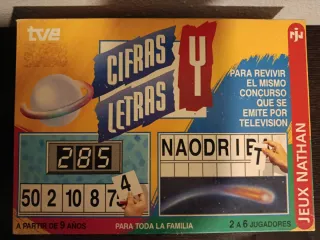 tve
CIFRAS
Y
LETRAS
PARA REVIVIR
EL MISMO
CONCURSO
QUE SE
EMITE POR
TELEVISION
JEUX NATHAN
285
50 2 10 8 7 4
NAODRIET
A PARTIR DE 9 AÑOS
PARA TODA LA FAMILIA
2 A 6 JUGADORES